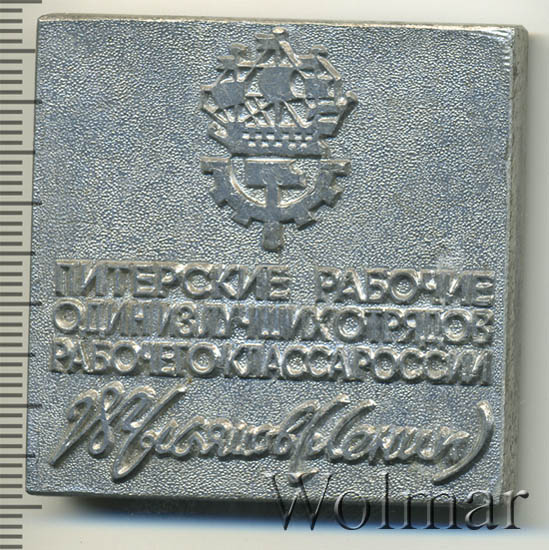 ПИТЕРСКИЕ РАБОЧИЕ
ОДИН ИЗ ЛУЧШИХ ОТРЯДОВ
РАБОЧЕГО КЛАССА РОССИИ
В Ульянов (Ленин)
Wolmar